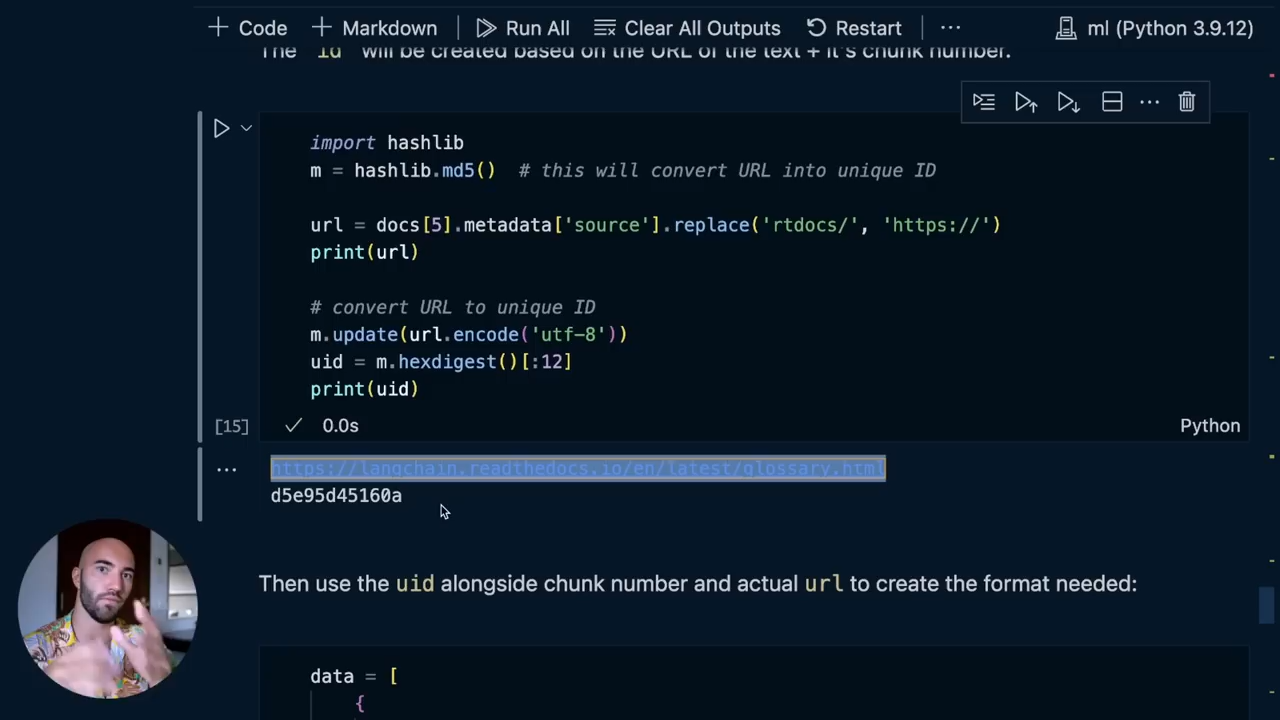 Code Markdown Run All Clear All Outputs Restart ... ml (Python 3.9.12)
The id will be created based on the URL of the text + it's chunk number.
import hashlib
m = hashlib.md5() # this will convert URL into unique ID
url = docs[5].metadata['source'].replace('rtdocs/', 'https://')
print(url)
# convert URL to unique ID
m.update(url.encode('utf-8'))
uid = m.hexdigest()[:12]
print(uid)
[15] 0.0s Python
https://langchain.readthedocs.io/en/latest/glossary.html
d5e95d45160a
Then use the uid alongside chunk number and actual url to create the format needed:
data = [
{